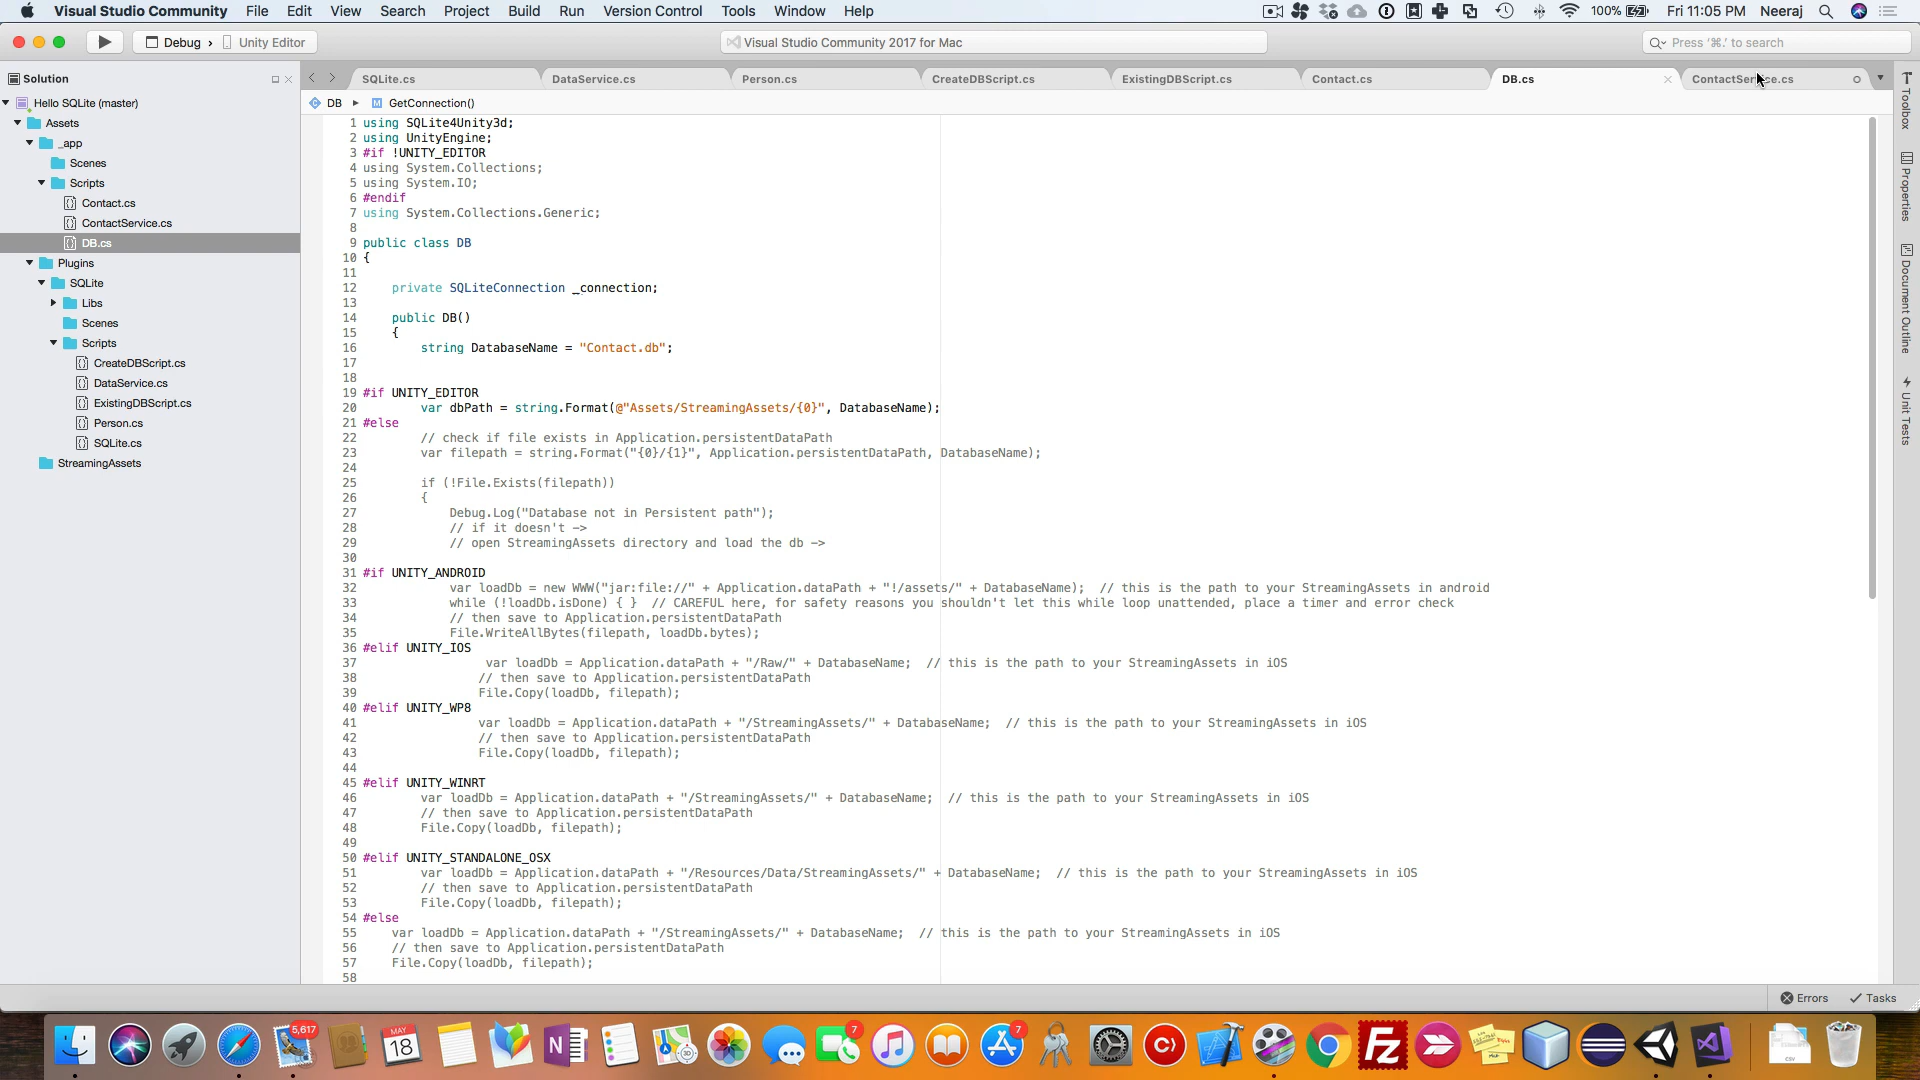 Visual Studio Community File Edit View Search Project Build Run Version Control Tools Window Help 100% Fri 11:05 PM Neeraj
Debug › Unity Editor
Visual Studio Community 2017 for Mac
Press '⌘.' to search
Solution
SQLite.cs DataService.cs Person.cs CreateDBScript.cs ExistingDBScript.cs Contact.cs DB.cs
DB ▸ GetConnection()
Hello SQLite (master)
Assets
_app
Scenes
Scripts
Contact.cs
ContactService.cs
DB.cs
Plugins
SQLite
Libs
Scenes
Scripts
CreateDBScript.cs
DataService.cs
ExistingDBScript.cs
Person.cs
SQLite.cs
StreamingAssets
1 using SQLite4Unity3d;
2 using UnityEngine;
3 #if !UNITY_EDITOR
4 using System.Collections;
5 using System.IO;
6 #endif
7 using System.Collections.Generic;
8
9 public class DB
10 {
11
12 private SQLiteConnection _connection;
13
14 public DB()
15 {
16 string DatabaseName = "Contact.db";
17
18
19 #if UNITY_EDITOR
20 var dbPath = string.Format(@"Assets/StreamingAssets/{0}", DatabaseName);
21 #else
22 // check if file exists in Application.persistentDataPath
23 var filepath = string.Format("{0}/{1}", Application.persistentDataPath, DatabaseName);
24
25 if (!File.Exists(filepath))
26 {
27 Debug.Log("Database not in Persistent path");
28 // if it doesn't ->
29 // open StreamingAssets directory and load the db ->
30
31 #if UNITY_ANDROID
32 var loadDb = new WWW("jar:file://" + Application.dataPath + "!/assets/" + DatabaseName); // this is the path to your StreamingAssets in android
33 while (!loadDb.isDone) { } // CAREFUL here, for safety reasons you shouldn't let this while loop unattended, place a timer and error check
34 // then save to Application.persistentDataPath
35 File.WriteAllBytes(filepath, loadDb.bytes);
36 #elif UNITY_IOS
37 var loadDb = Application.dataPath + "/Raw/" + DatabaseName; // this is the path to your StreamingAssets in iOS
38 // then save to Application.persistentDataPath
39 File.Copy(loadDb, filepath);
40 #elif UNITY_WP8
41 var loadDb = Application.dataPath + "/StreamingAssets/" + DatabaseName; // this is the path to your StreamingAssets in iOS
42 // then save to Application.persistentDataPath
43 File.Copy(loadDb, filepath);
44
45 #elif UNITY_WINRT
46 var loadDb = Application.dataPath + "/StreamingAssets/" + DatabaseName; // this is the path to your StreamingAssets in iOS
47 // then save to Application.persistentDataPath
48 File.Copy(loadDb, filepath);
49
50 #elif UNITY_STANDALONE_OSX
51 var loadDb = Application.dataPath + "/Resources/Data/StreamingAssets/" + DatabaseName; // this is the path to your StreamingAssets in iOS
52 // then save to Application.persistentDataPath
53 File.Copy(loadDb, filepath);
54 #else
55 var loadDb = Application.dataPath + "/StreamingAssets/" + DatabaseName; // this is the path to your StreamingAssets in iOS
56 // then save to Application.persistentDataPath
57 File.Copy(loadDb, filepath);
58
Toolbox
Properties
Document Outline
Unit Tests
Errors Tasks
5,617
MAY
18
7
7
CSV